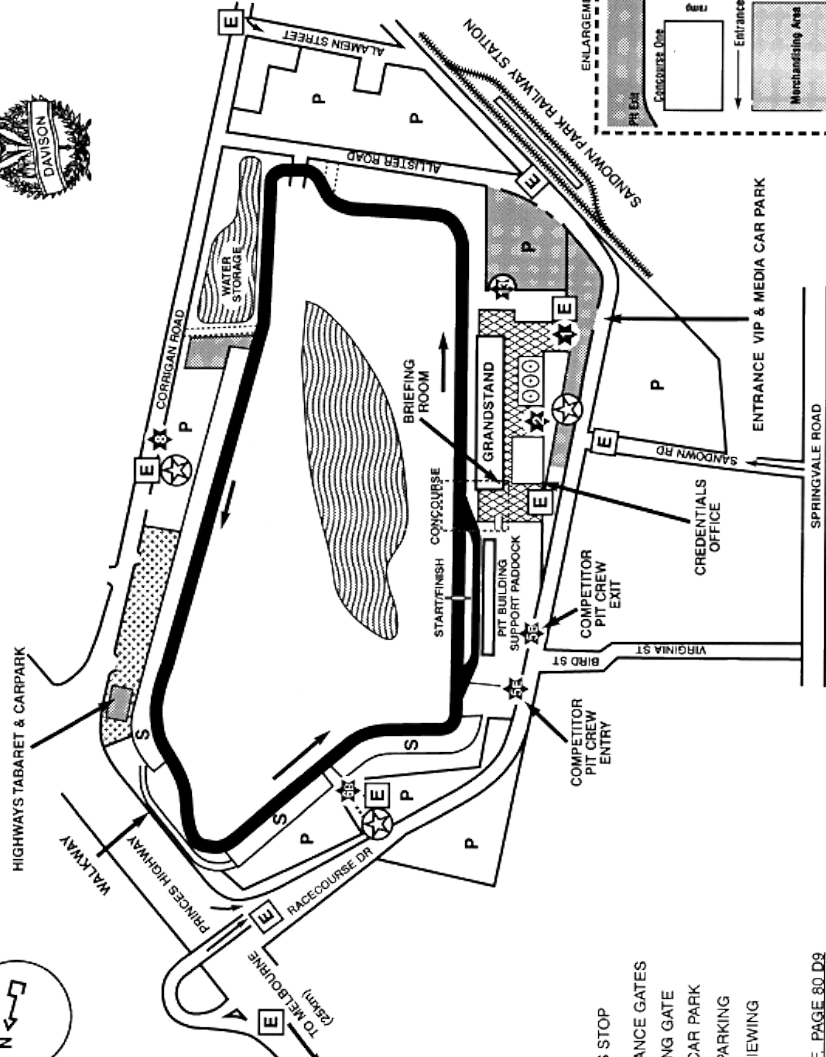 DAVISON
E
ALAMEIN STREET
P
P
ALLISTER ROAD
E
SANDOWN PARK RAILWAY STATION
Pit Exit
Concourse One
Entrance
Merchandising Area
WATER
STORAGE
CORRIGAN ROAD
P
E
8
P
BRIEFING
ROOM
GRANDSTAND
E
1
2
E
CONCOURSE
START/FINISH
PIT BUILDING
SUPPORT PADDOCK
P
ENTRANCE VIP & MEDIA CAR PARK
E
SANDOWN RD
SPRINGVALE ROAD
CREDENTIALS
OFFICE
COMPETITOR
PIT CREW
EXIT
BIRD ST
VIRGINIA ST
COMPETITOR
PIT CREW
ENTRY
HIGHWAYS TABARET & CARPARK
S
S
S
E
P
P
P
WALKWAY
PRINCES HIGHWAY
RACECOURSE DR
E
E
TO MELBOURNE
(25km)
N
S STOP
ANCE GATES
NG GATE
CAR PARK
PARKING
IEWING
PAGE 80 D9